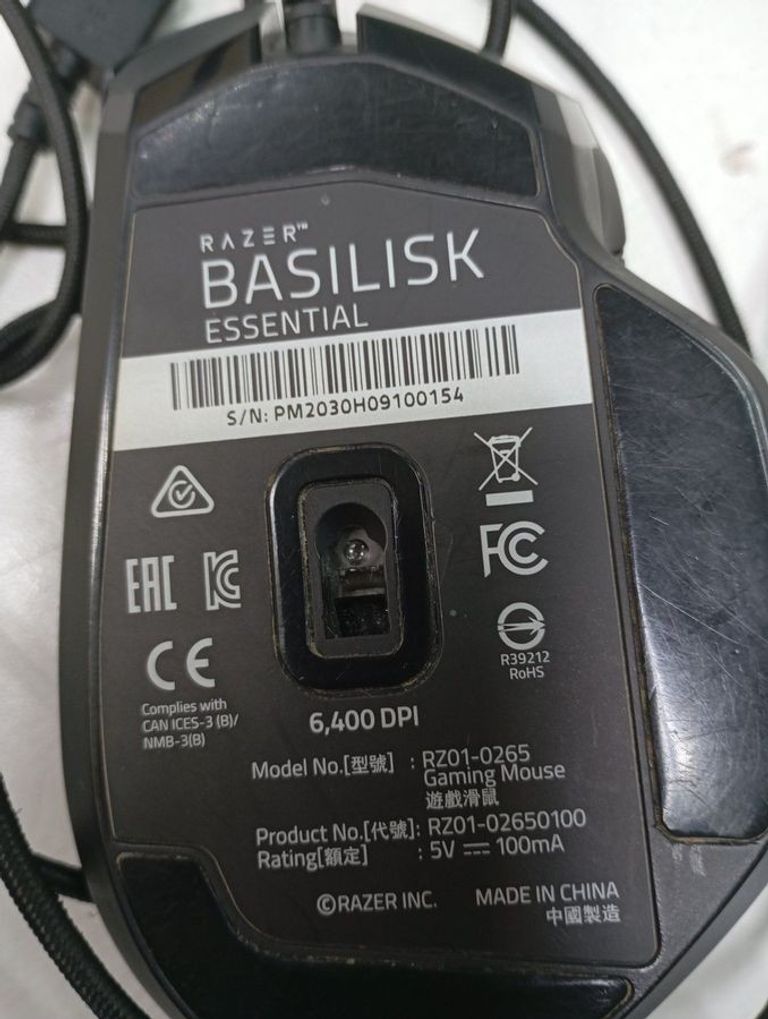 RAZER™
BASILISK
ESSENTIAL
S/N: PM2030H09100154
EAC
FC
CE
R39212
RoHS
Complies with
CAN ICES-3 (B)/
NMB-3(B)
6,400 DPI
Model No.[型號] : RZ01-0265
Gaming Mouse
遊戲滑鼠
Product No.[代號]: RZ01-02650100
Rating[額定] : 5V ⎓ 100mA
©RAZER INC. MADE IN CHINA
中國製造